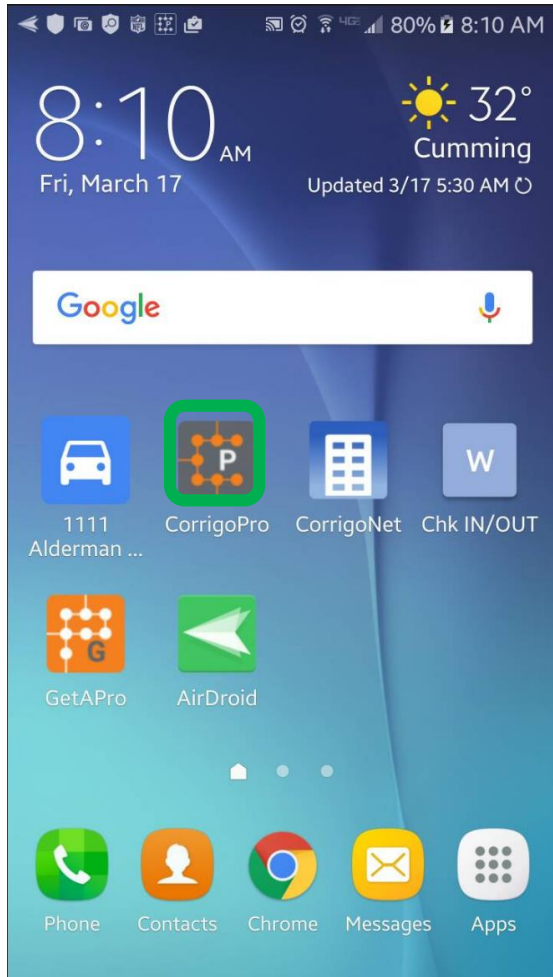 4GE 80% 8:10 AM
8:10 AM
32°
Cumming
Fri, March 17
Updated 3/17 5:30 AM
Google
P
W
1111
Alderman ...
CorrigoPro
CorrigoNet
Chk IN/OUT
G
GetAPro
AirDroid
Phone
Contacts
Chrome
Messages
Apps